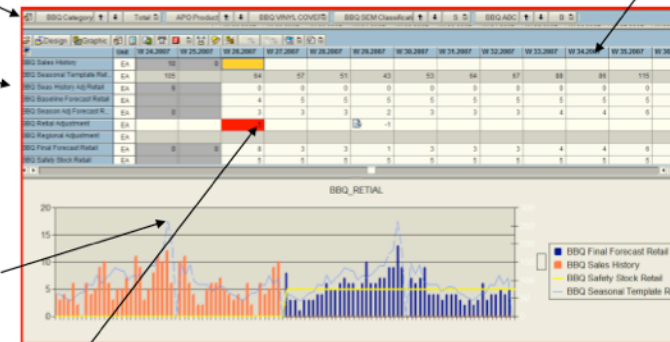 BBQ Category Total APO Product BBQ VINYL COVER BBQ SEM Classificati S BBQ ABC D
Design Graphic
Unit W 24.2007 W 25.2007 W 26.2007 W 27.2007 W 28.2007 W 29.2007 W 30.2007 W 31.2007 W 32.2007 W 33.2007 W 34.2007 W 35.2007 W 36
BBQ Sales History EA 10 0
BBQ Seasonal Template Ret.. EA 105 64 57 51 43 53 64 67 88 86 115
BBQ Seas History Adj Retail EA 6 0 0 0 0 0 0 0 0 0 0
BBQ Baseline Forecast Retail EA 4 5 5 5 5 5 5 5 5 5
BBQ Season Adj Forecast R.. EA 0 3 3 3 2 3 3 3 4 4 6
BBQ Retial Adjustment EA -1
BBQ Regional Adjustment EA
BBQ Final Forecast Retail EA 0 0 8 3 3 1 3 3 3 4 4 6
BBQ Safety Stock Retail EA 5 5 5 5 5 5 5 5 5 5
BBQ_RETIAL
20
15
10
5
0
BBQ Final Forecast Retail
BBQ Sales History
BBQ Safety Stock Retail
BBQ Seasonal Template R